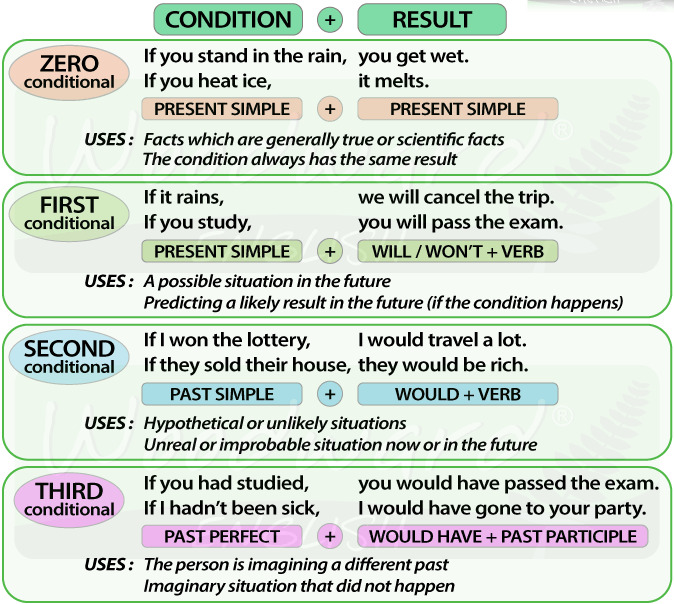 CONDITION + RESULT
ZERO conditional
If you stand in the rain, you get wet.
If you heat ice, it melts.
PRESENT SIMPLE + PRESENT SIMPLE
USES : Facts which are generally true or scientific facts
The condition always has the same result
FIRST conditional
If it rains, we will cancel the trip.
If you study, you will pass the exam.
PRESENT SIMPLE + WILL / WON'T + VERB
USES : A possible situation in the future
Predicting a likely result in the future (if the condition happens)
SECOND conditional
If I won the lottery, I would travel a lot.
If they sold their house, they would be rich.
PAST SIMPLE + WOULD + VERB
USES : Hypothetical or unlikely situations
Unreal or improbable situation now or in the future
THIRD conditional
If you had studied, you would have passed the exam.
If I hadn't been sick, I would have gone to your party.
PAST PERFECT + WOULD HAVE + PAST PARTICIPLE
USES : The person is imagining a different past
Imaginary situation that did not happen